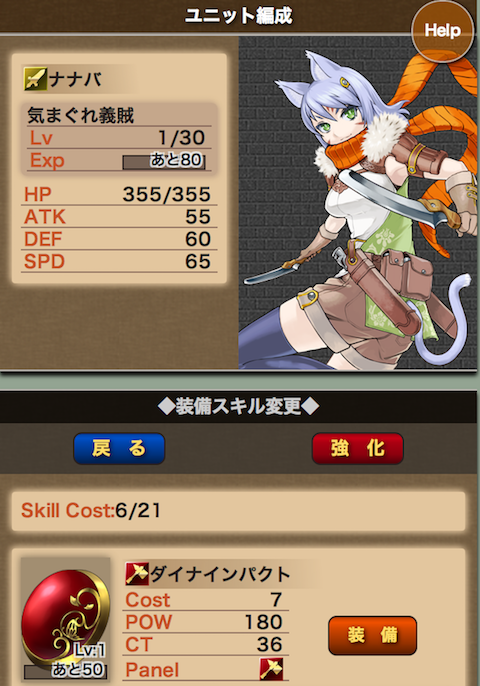 ユニット編成
Help
ナナバ
気まぐれ義賊
Lv 1/30
Exp あと80
HP 355/355
ATK 55
DEF 60
SPD 65
◆装備スキル変更◆
戻る 強化
Skill Cost:6/21
ダイナインパクト
Cost 7
POW 180
CT 36
Panel
装備
Lv:1
あと50